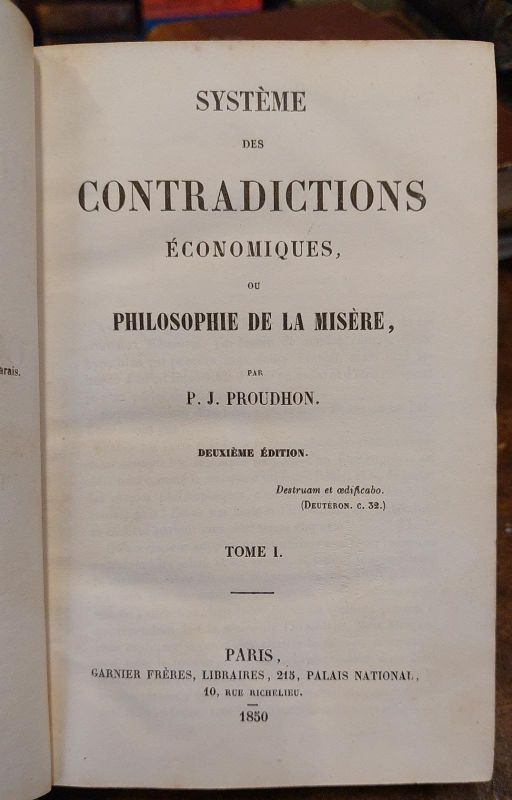 SYSTÈME
DES
CONTRADICTIONS
ÉCONOMIQUES,
OU
PHILOSOPHIE DE LA MISÈRE,
PAR
P. J. PROUDHON.
DEUXIÈME ÉDITION.
Destruam et œdificabo.
(DEUTÉRON. C. 32.)
TOME I.
PARIS,
GARNIER FRÈRES, LIBRAIRES, 215, PALAIS NATIONAL,
10, RUE RICHELIEU.
1850